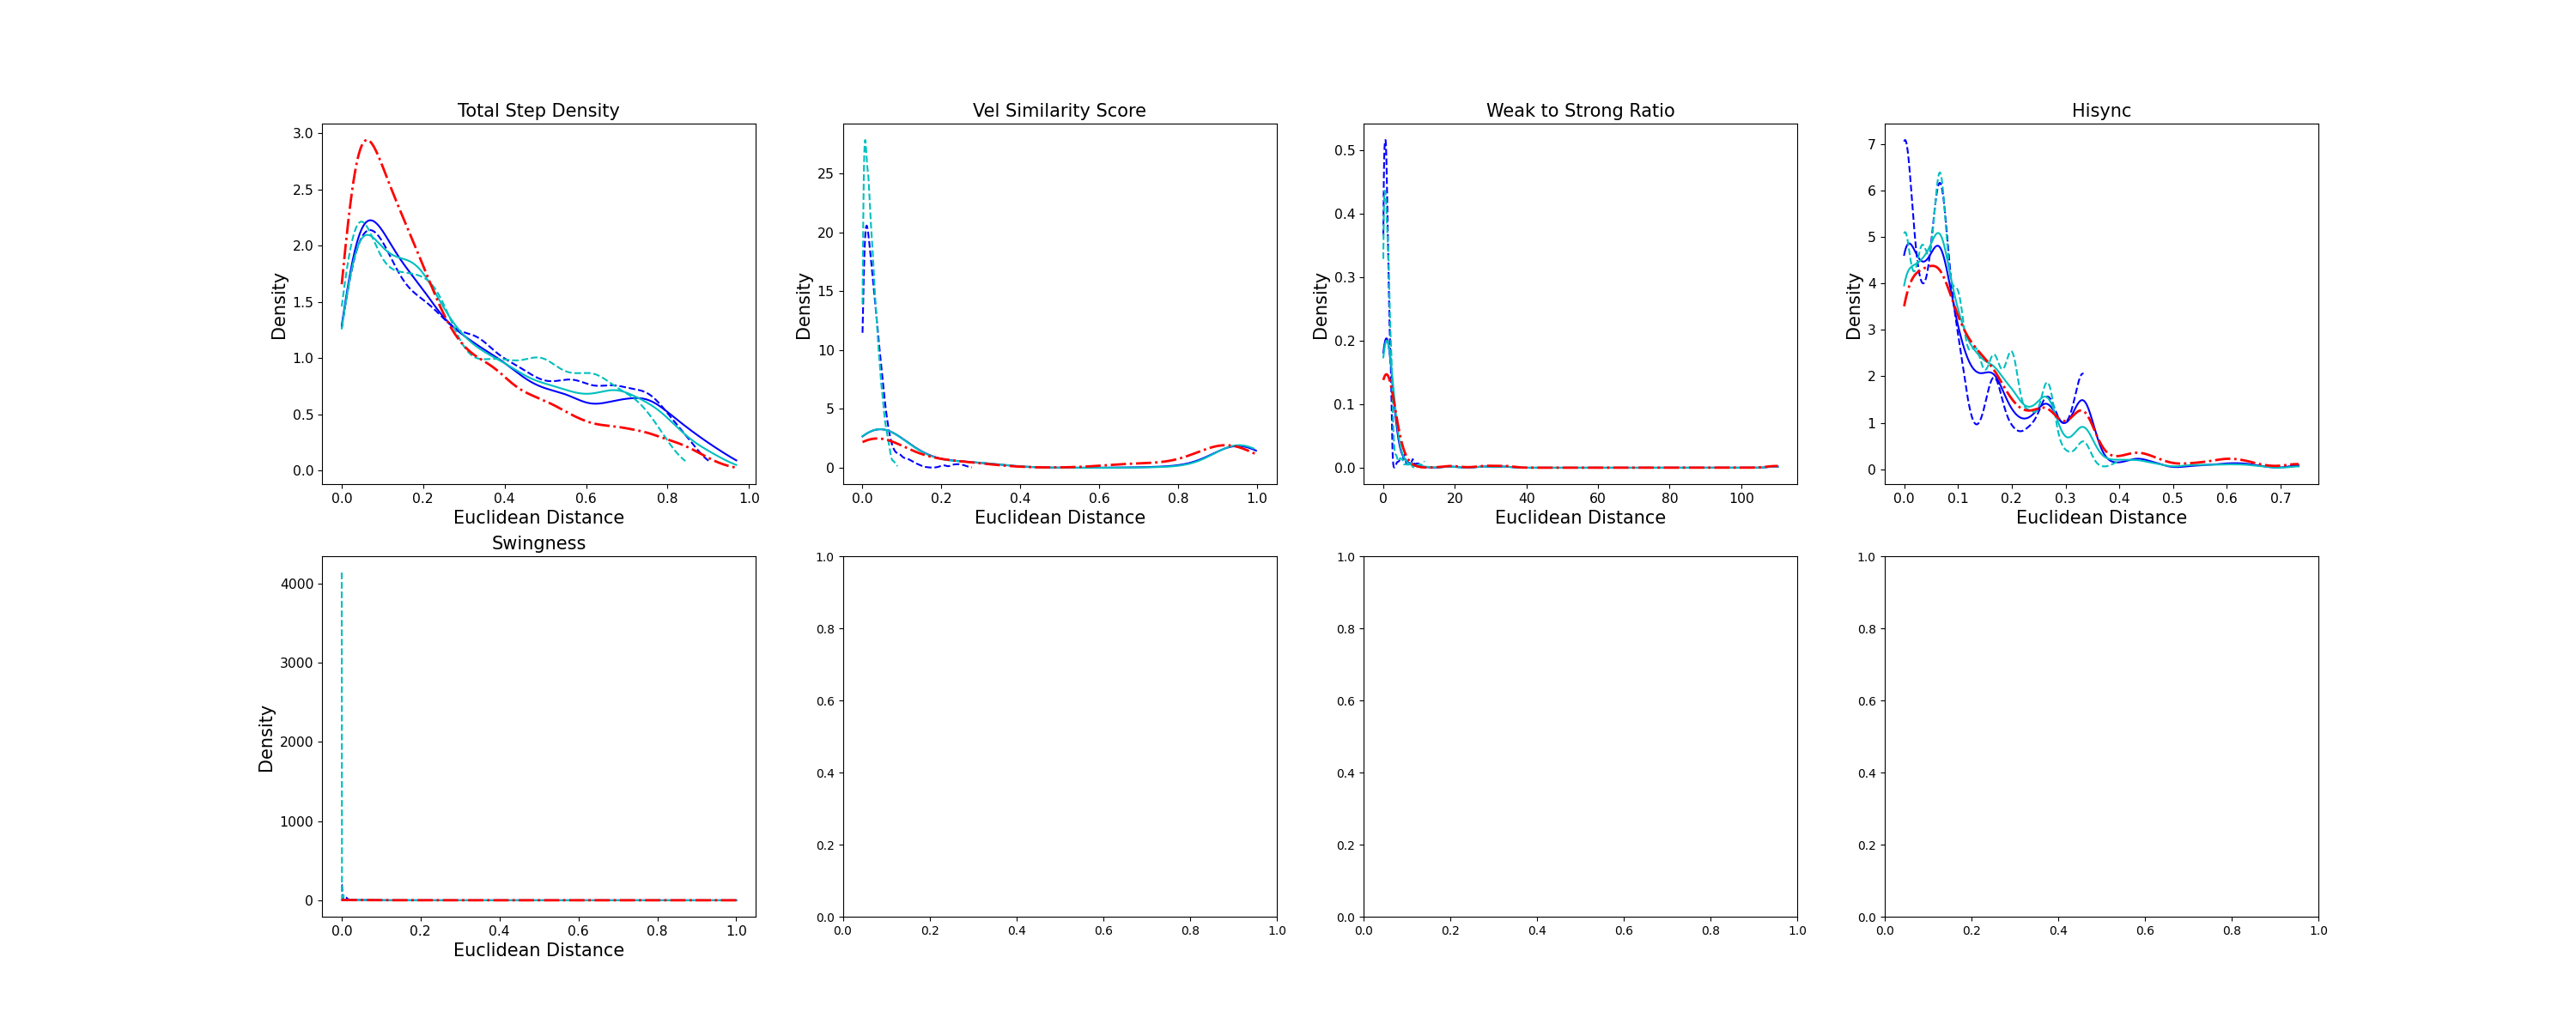 Total Step Density
Density
3.0
2.5
2.0
1.5
1.0
0.5
0.0
0.0 0.2 0.4 0.6 0.8 1.0
Euclidean Distance
Vel Similarity Score
Density
25
20
15
10
5
0
0.0 0.2 0.4 0.6 0.8 1.0
Euclidean Distance
Weak to Strong Ratio
Density
0.5
0.4
0.3
0.2
0.1
0.0
0 20 40 60 80 100
Euclidean Distance
Hisync
Density
7
6
5
4
3
2
1
0
0.0 0.1 0.2 0.3 0.4 0.5 0.6 0.7
Euclidean Distance
Swingness
Density
4000
3000
2000
1000
0
0.0 0.2 0.4 0.6 0.8 1.0
Euclidean Distance
1.0
0.8
0.6
0.4
0.2
0.0
0.0 0.2 0.4 0.6 0.8 1.0
1.0
0.8
0.6
0.4
0.2
0.0
0.0 0.2 0.4 0.6 0.8 1.0
1.0
0.8
0.6
0.4
0.2
0.0
0.0 0.2 0.4 0.6 0.8 1.0